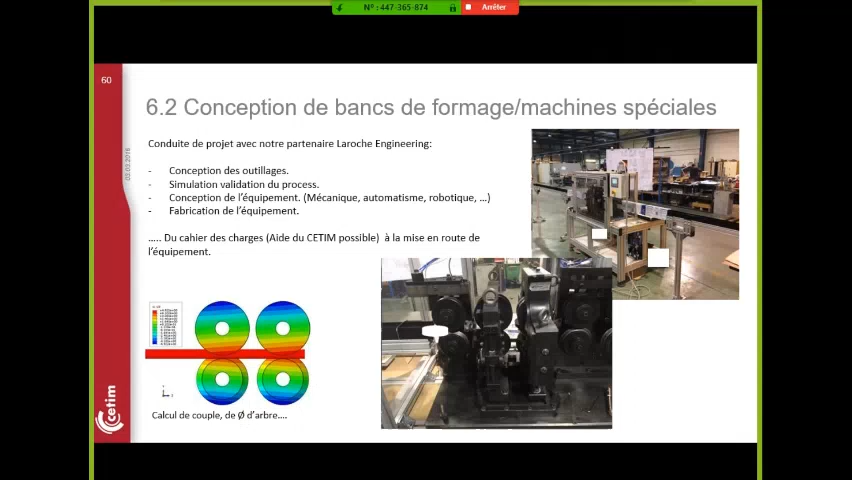 N° : 447-365-874
Arrêter
60
6.2 Conception de bancs de formage/machines spéciales
Conduite de projet avec notre partenaire Laroche Engineering:
- Conception des outillages.
- Simulation validation du process.
- Conception de l'équipement. (Mécanique, automatisme, robotique, …)
- Fabrication de l'équipement.
….. Du cahier des charges (Aide du CETIM possible) à la mise en route de
l'équipement.
Calcul de couple, de Ø d'arbre….
cetim